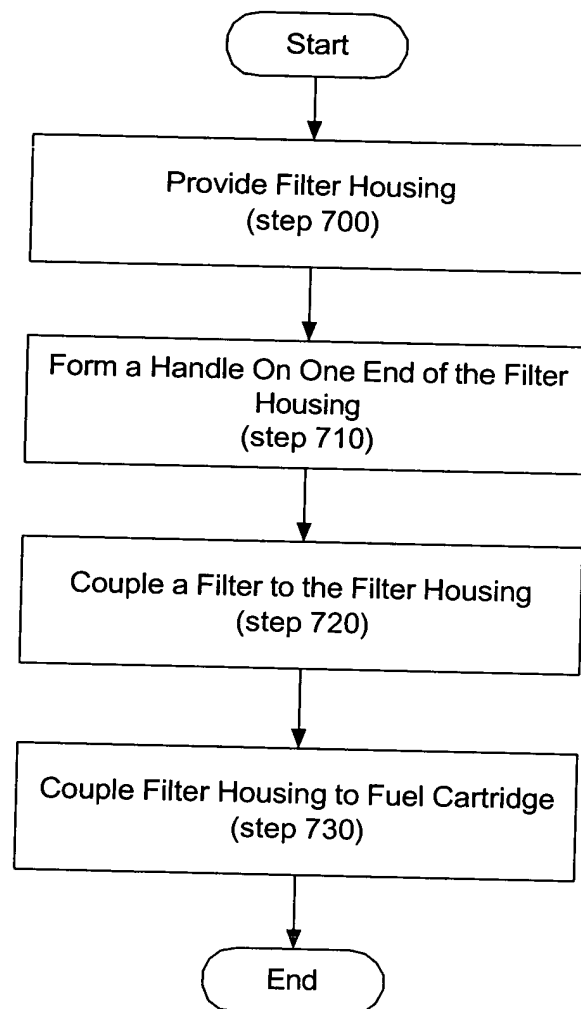 Start
Provide Filter Housing
(step 700)
Form a Handle On One End of the Filter
Housing
(step 710)
Couple a Filter to the Filter Housing
(step 720)
Couple Filter Housing to Fuel Cartridge
(step 730)
End